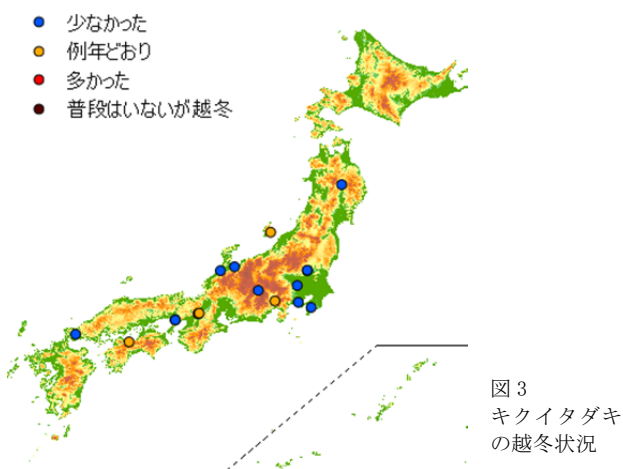 少なかった
例年どおり
多かった
普段はいないが越冬
図3
キクイタダキ
の越冬状況